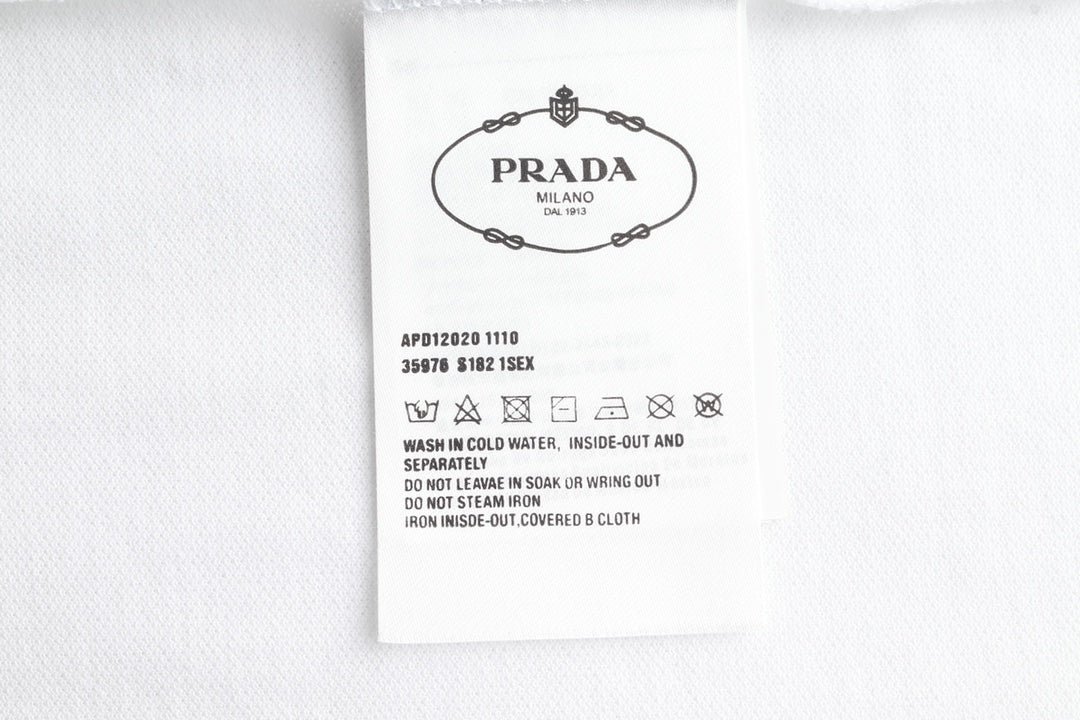 PRADA
MILANO
DAL 1913
APD12020 1110
35976 S182 1SEX
WASH IN COLD WATER, INSIDE-OUT AND
SEPARATELY
DO NOT LEAVAE IN SOAK OR WRING OUT
DO NOT STEAM IRON
IRON INISDE-OUT,COVERED B CLOTH